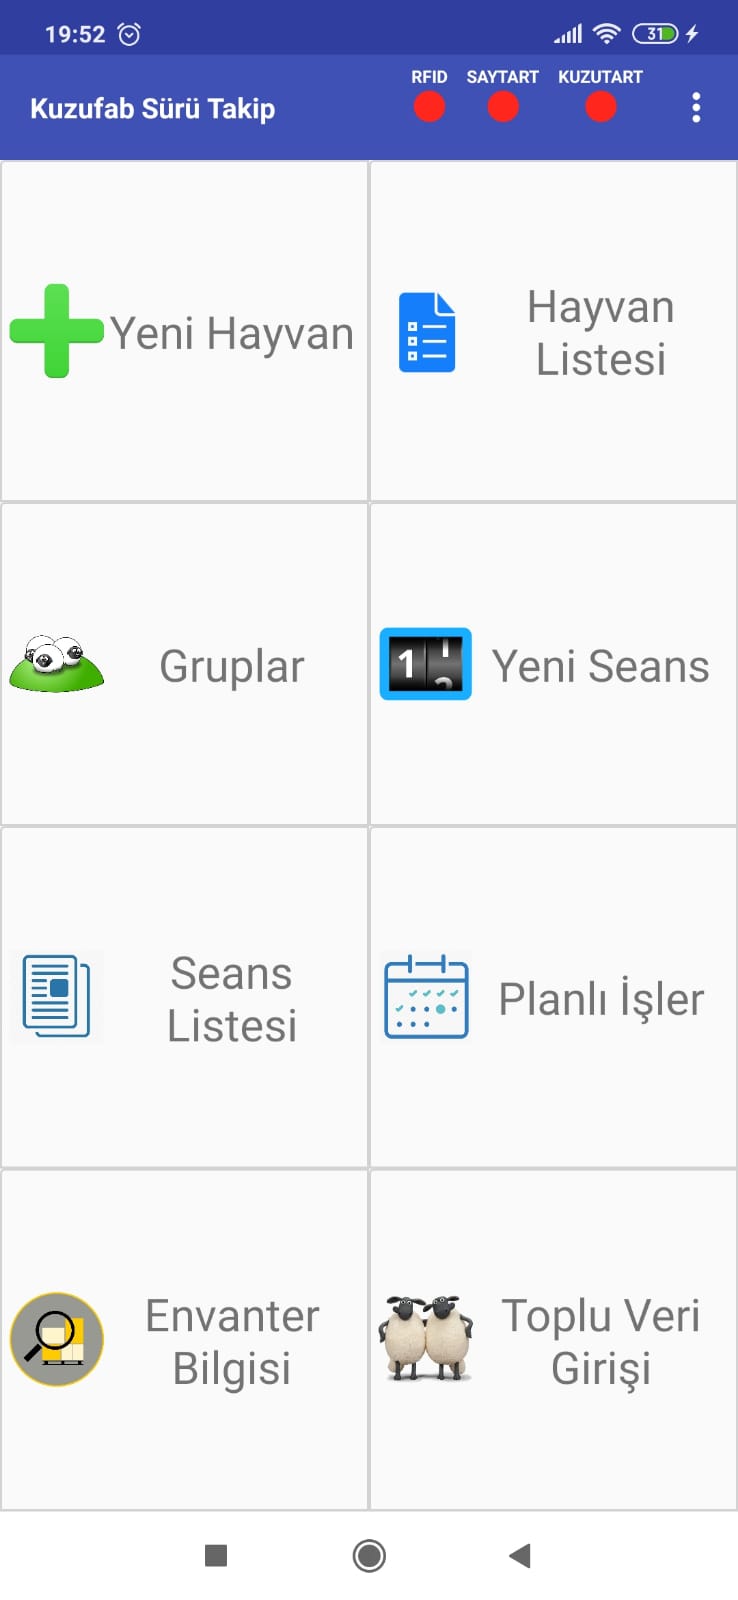 19:52
31
RFID SAYTART KUZUTART
Kuzufab Sürü Takip
Yeni Hayvan
Hayvan
Listesi
Gruplar
1
Yeni Seans
Seans
Listesi
Planlı İşler
Envanter
Bilgisi
Toplu Veri
Girişi